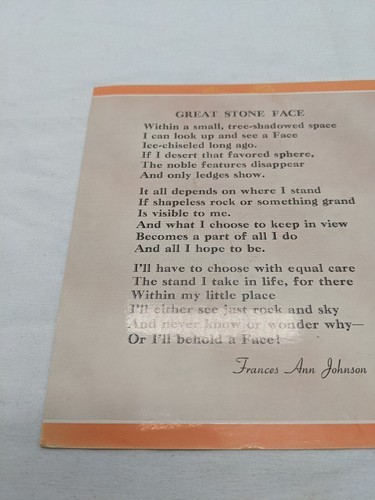 GREAT STONE FACE
Within a small, tree-shadowed space
I can look up and see a Face
Ice-chiseled long ago.
If I desert that favored sphere,
The noble features disappear
And only ledges show.
It all depends on where I stand
If shapeless rock or something grand
Is visible to me.
And what I choose to keep in view
Becomes a part of all I do
And all I hope to be.
I'll have to choose with equal care
The stand I take in life, for there
Within my little place
I'll either see just rock and sky
And never know or wonder why—
Or I'll behold a Face!
Frances Ann Johnson